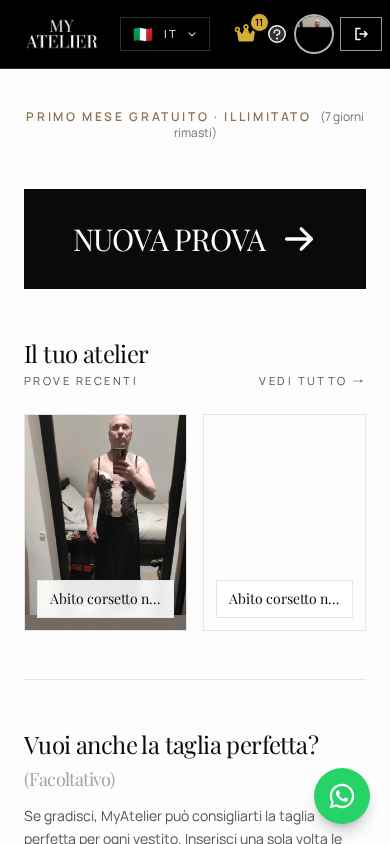 MY
ATELIER
IT
11
PRIMO MESE GRATUITO · ILLIMITATO (7 giorni
rimasti)
NUOVA PROVA →
Il tuo atelier
PROVE RECENTI
VEDI TUTTO →
Abito corsetto n...
Abito corsetto n...
Vuoi anche la taglia perfetta?
(Facoltativo)
Se gradisci, MyAtelier può consigliarti la taglia
perfetta per ogni vestito. Inserisci una sola volta le